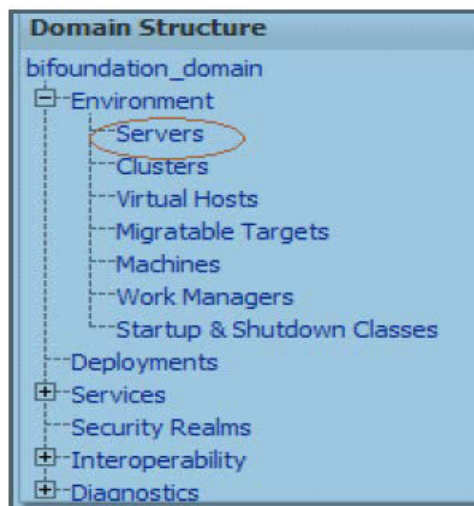 Domain Structure
bifoundation_domain
Environment
Servers
Clusters
Virtual Hosts
Migratable Targets
Machines
Work Managers
Startup & Shutdown Classes
Deployments
Services
Security Realms
Interoperability
Diagnostics